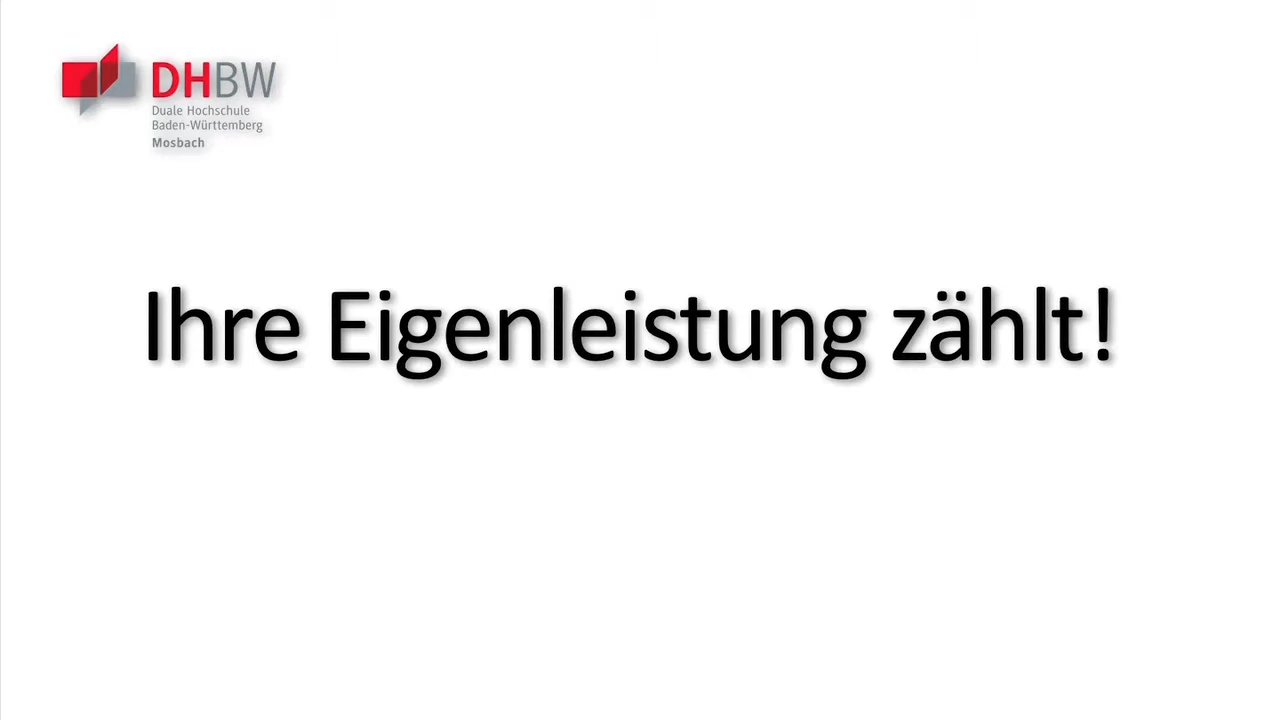 DHBW
Duale Hochschule
Baden-Württemberg
Mosbach
Ihre Eigenleistung zählt!